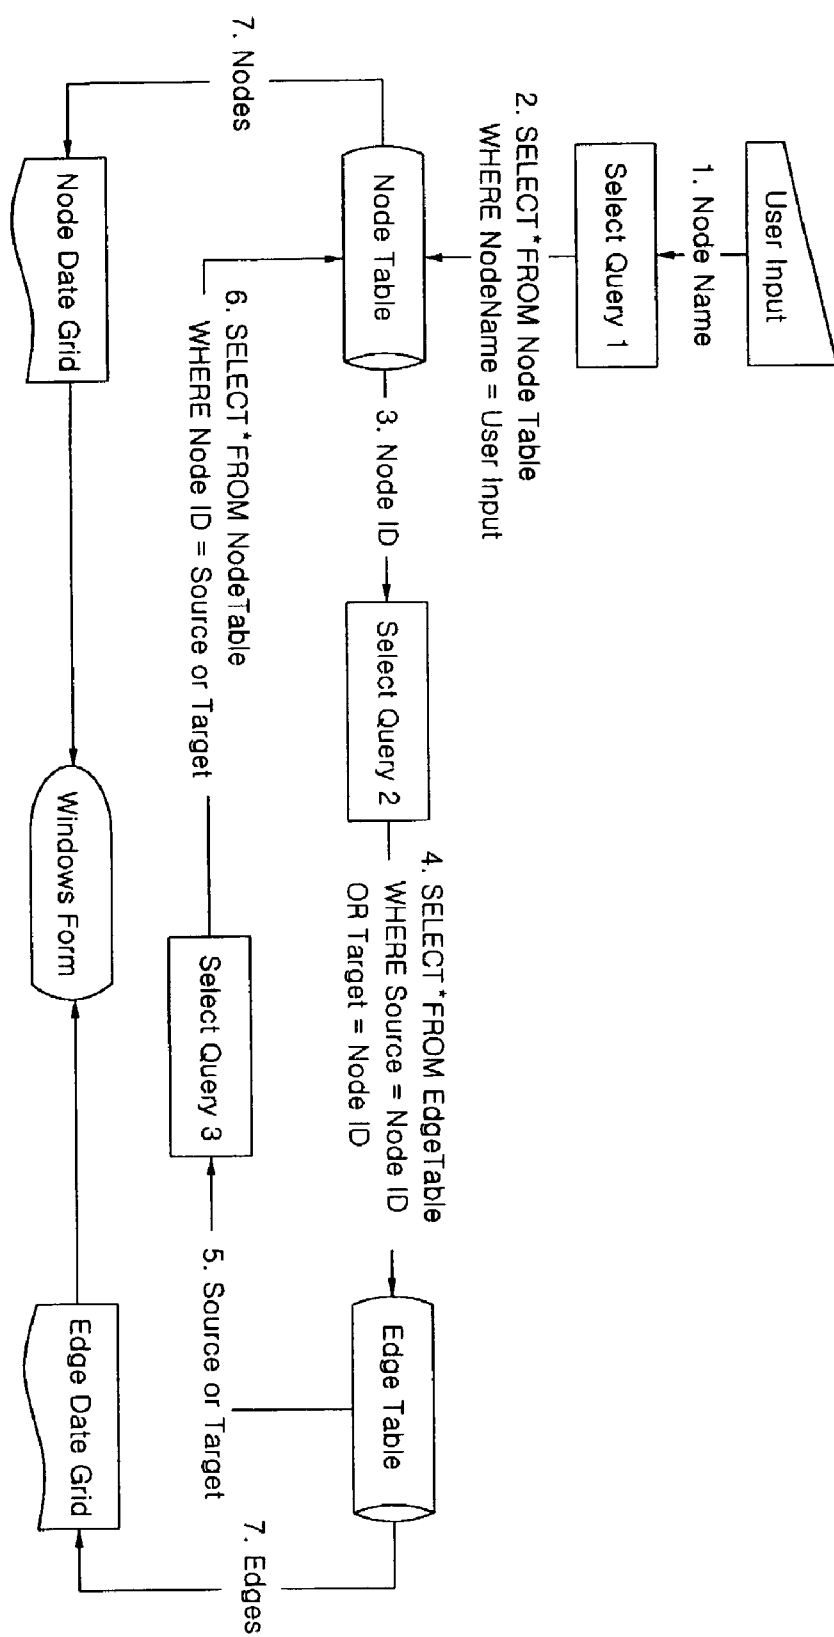 User Input
1. Node Name
Select Query 1
2. SELECT*FROM Node Table
WHERE NodeName = User Input
Node Table
3. Node ID
Select Query 2
4. SELECT*FROM EdgeTable
WHERE Source = Node ID
OR Target = Node ID
Edge Table
5. Source or Target
Select Query 3
6. SELECT*FROM NodeTable
WHERE Node ID = Source or Target
7. Nodes
7. Edges
Node Date Grid
Windows Form
Edge Date Grid